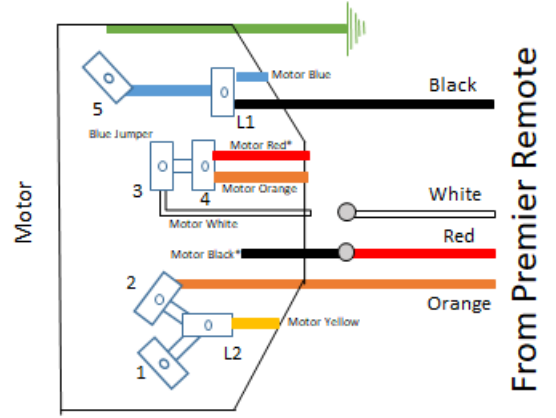 Motor Blue
Black
5
L1
Blue Jumper
Motor Red*
3
4
Motor Orange
White
Motor White
Red
Motor Black*
2
Orange
Motor Yellow
L2
1
Motor
From Premier Remote